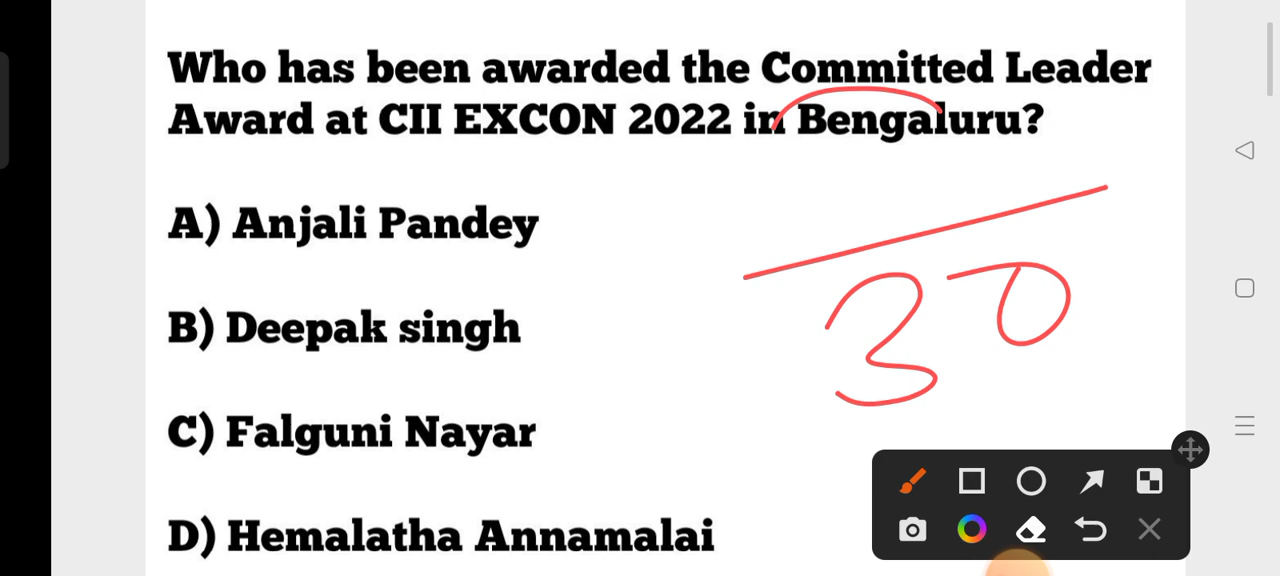 Who has been awarded the Committed Leader
Award at CII EXCON 2022 in Bengaluru?
A) Anjali Pandey
B) Deepak singh
30
C) Falguni Nayar
D) Hemalatha Annamalai